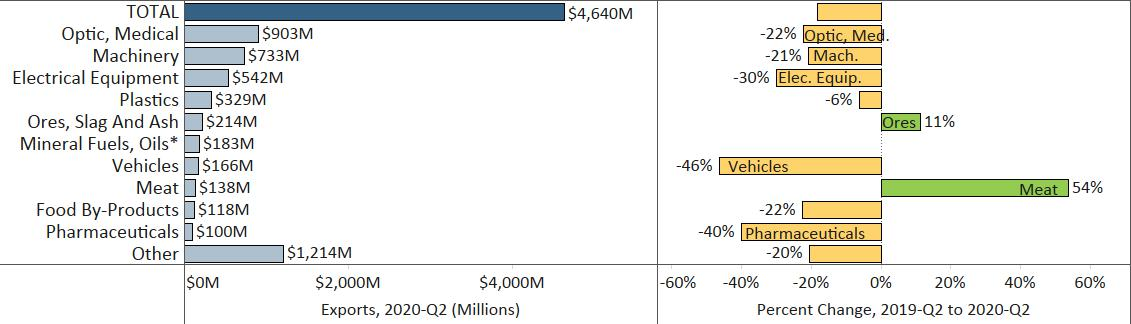 TOTAL $4,640M
Optic, Medical $903M -22% Optic, Med.
Machinery $733M -21% Mach.
Electrical Equipment $542M -30% Elec. Equip.
Plastics $329M -6%
Ores, Slag And Ash $214M Ores 11%
Mineral Fuels, Oils* $183M
Vehicles $166M -46% Vehicles
Meat $138M Meat 54%
Food By-Products $118M -22%
Pharmaceuticals $100M -40% Pharmaceuticals
Other $1,214M -20%
$0M $2,000M $4,000M -60% -40% -20% 0% 20% 40% 60%
Exports, 2020-Q2 (Millions) Percent Change, 2019-Q2 to 2020-Q2